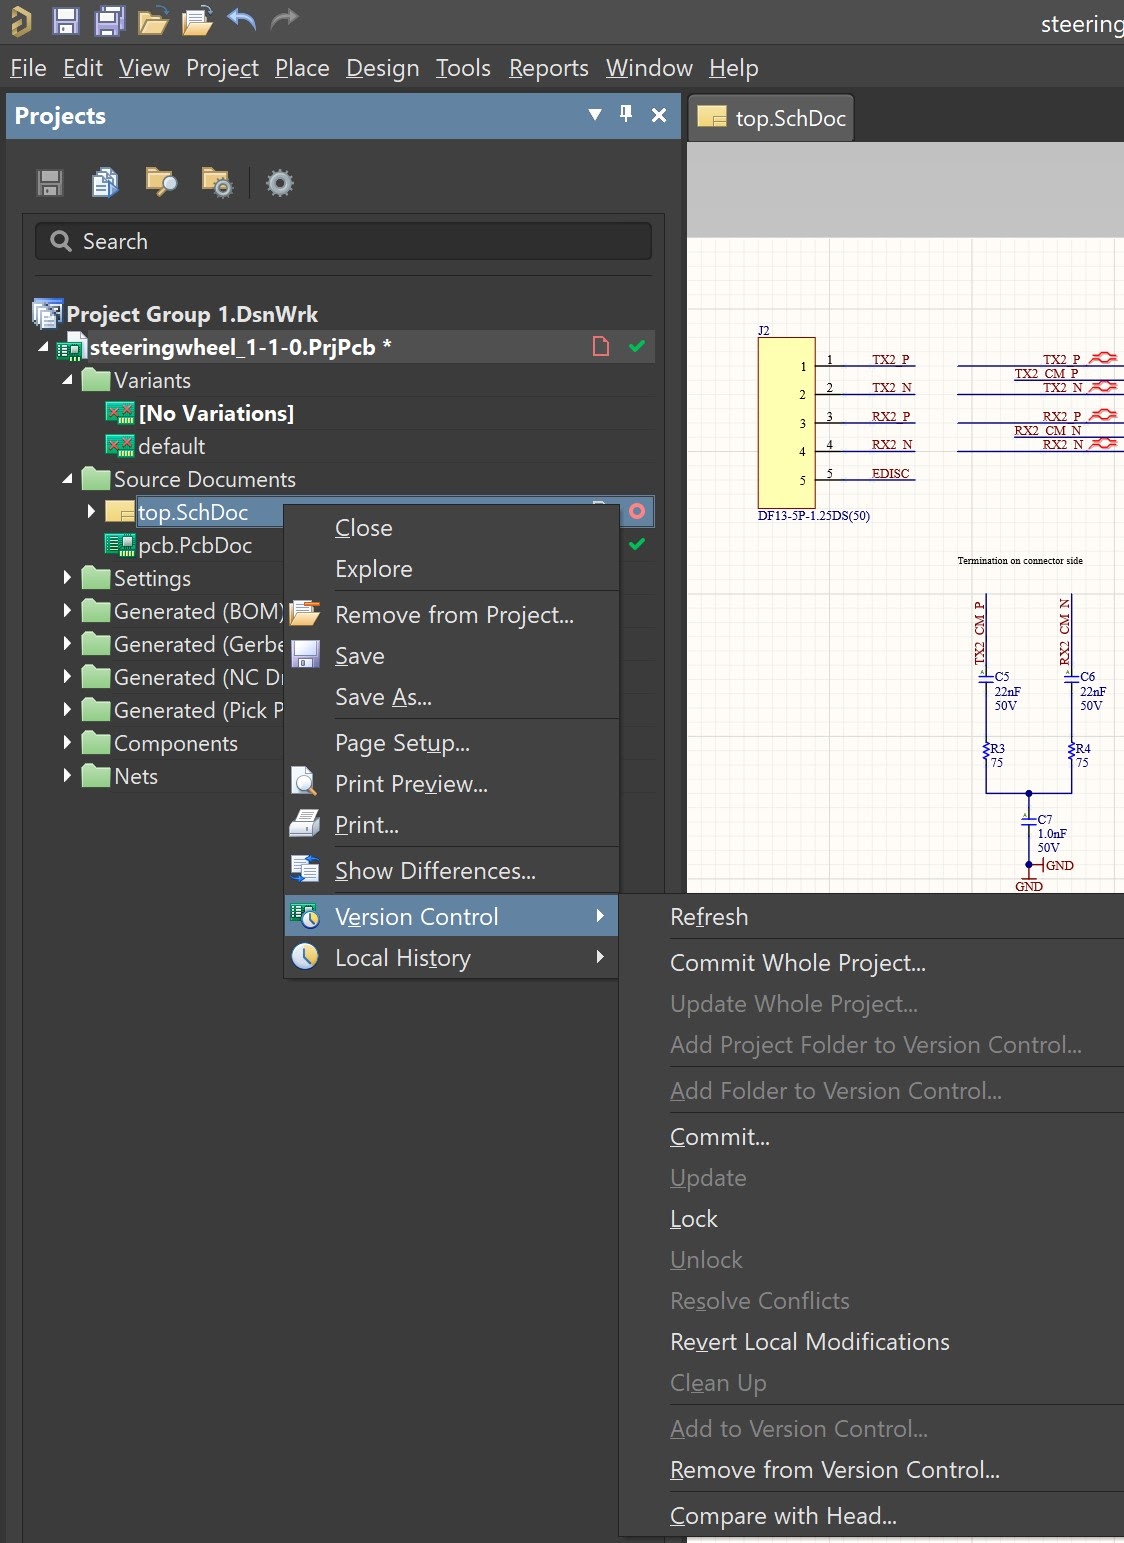 steering
File Edit View Project Place Design Tools Reports Window Help
Projects
top.SchDoc
Search
Project Group 1.DsnWrk
steeringwheel_1-1-0.PrjPcb *
Variants
[No Variations]
default
Source Documents
top.SchDoc
pcb.PcbDoc
Settings
Generated (BOM)
Generated (Gerbe
Generated (NC Dr
Generated (Pick P
Components
Nets
Close
Explore
Remove from Project...
Save
Save As...
Page Setup...
Print Preview...
Print...
Show Differences...
Version Control
Local History
Refresh
Commit Whole Project...
Update Whole Project...
Add Project Folder to Version Control...
Add Folder to Version Control...
Commit...
Update
Lock
Unlock
Resolve Conflicts
Revert Local Modifications
Clean Up
Add to Version Control...
Remove from Version Control...
Compare with Head...
J2
1 1 TX2_P
2 2 TX2_N
3 3 RX2_P
4 4 RX2_N
5 5 EDISC
DF13-5P-1.25DS(50)
TX2_P
TX2_CM_P
TX2_N
RX2_P
RX2_CM_N
RX2_N
Termination on connector side
TX2_CM_P
RX2_CM_N
C5
22nF
50V
C6
22nF
50V
R3
75
R4
75
C7
1.0nF
50V
GND
GND